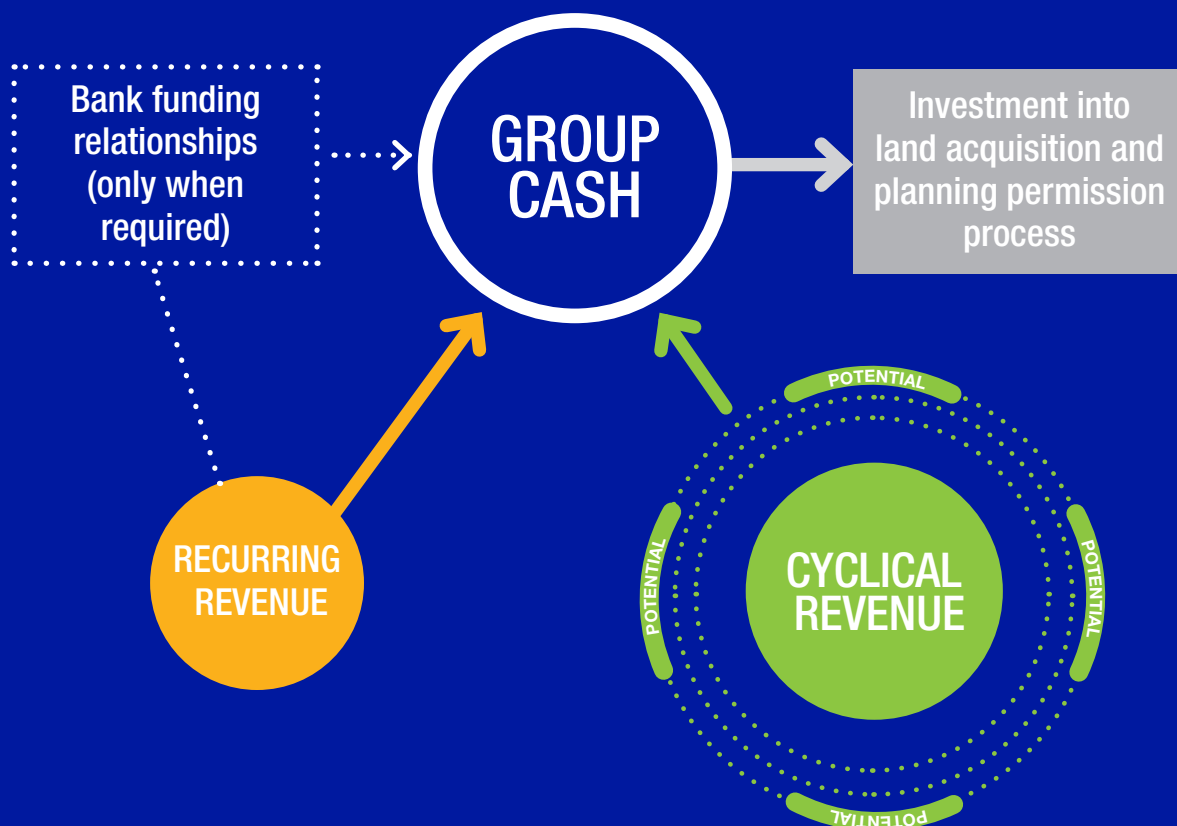 Bank funding
relationships
(only when
required)
GROUP
CASH
Investment into
land acquisition and
planning permission
process
RECURRING
REVENUE
POTENTIAL
POTENTIAL
CYCLICAL
REVENUE
POTENTIAL
POTENTIAL